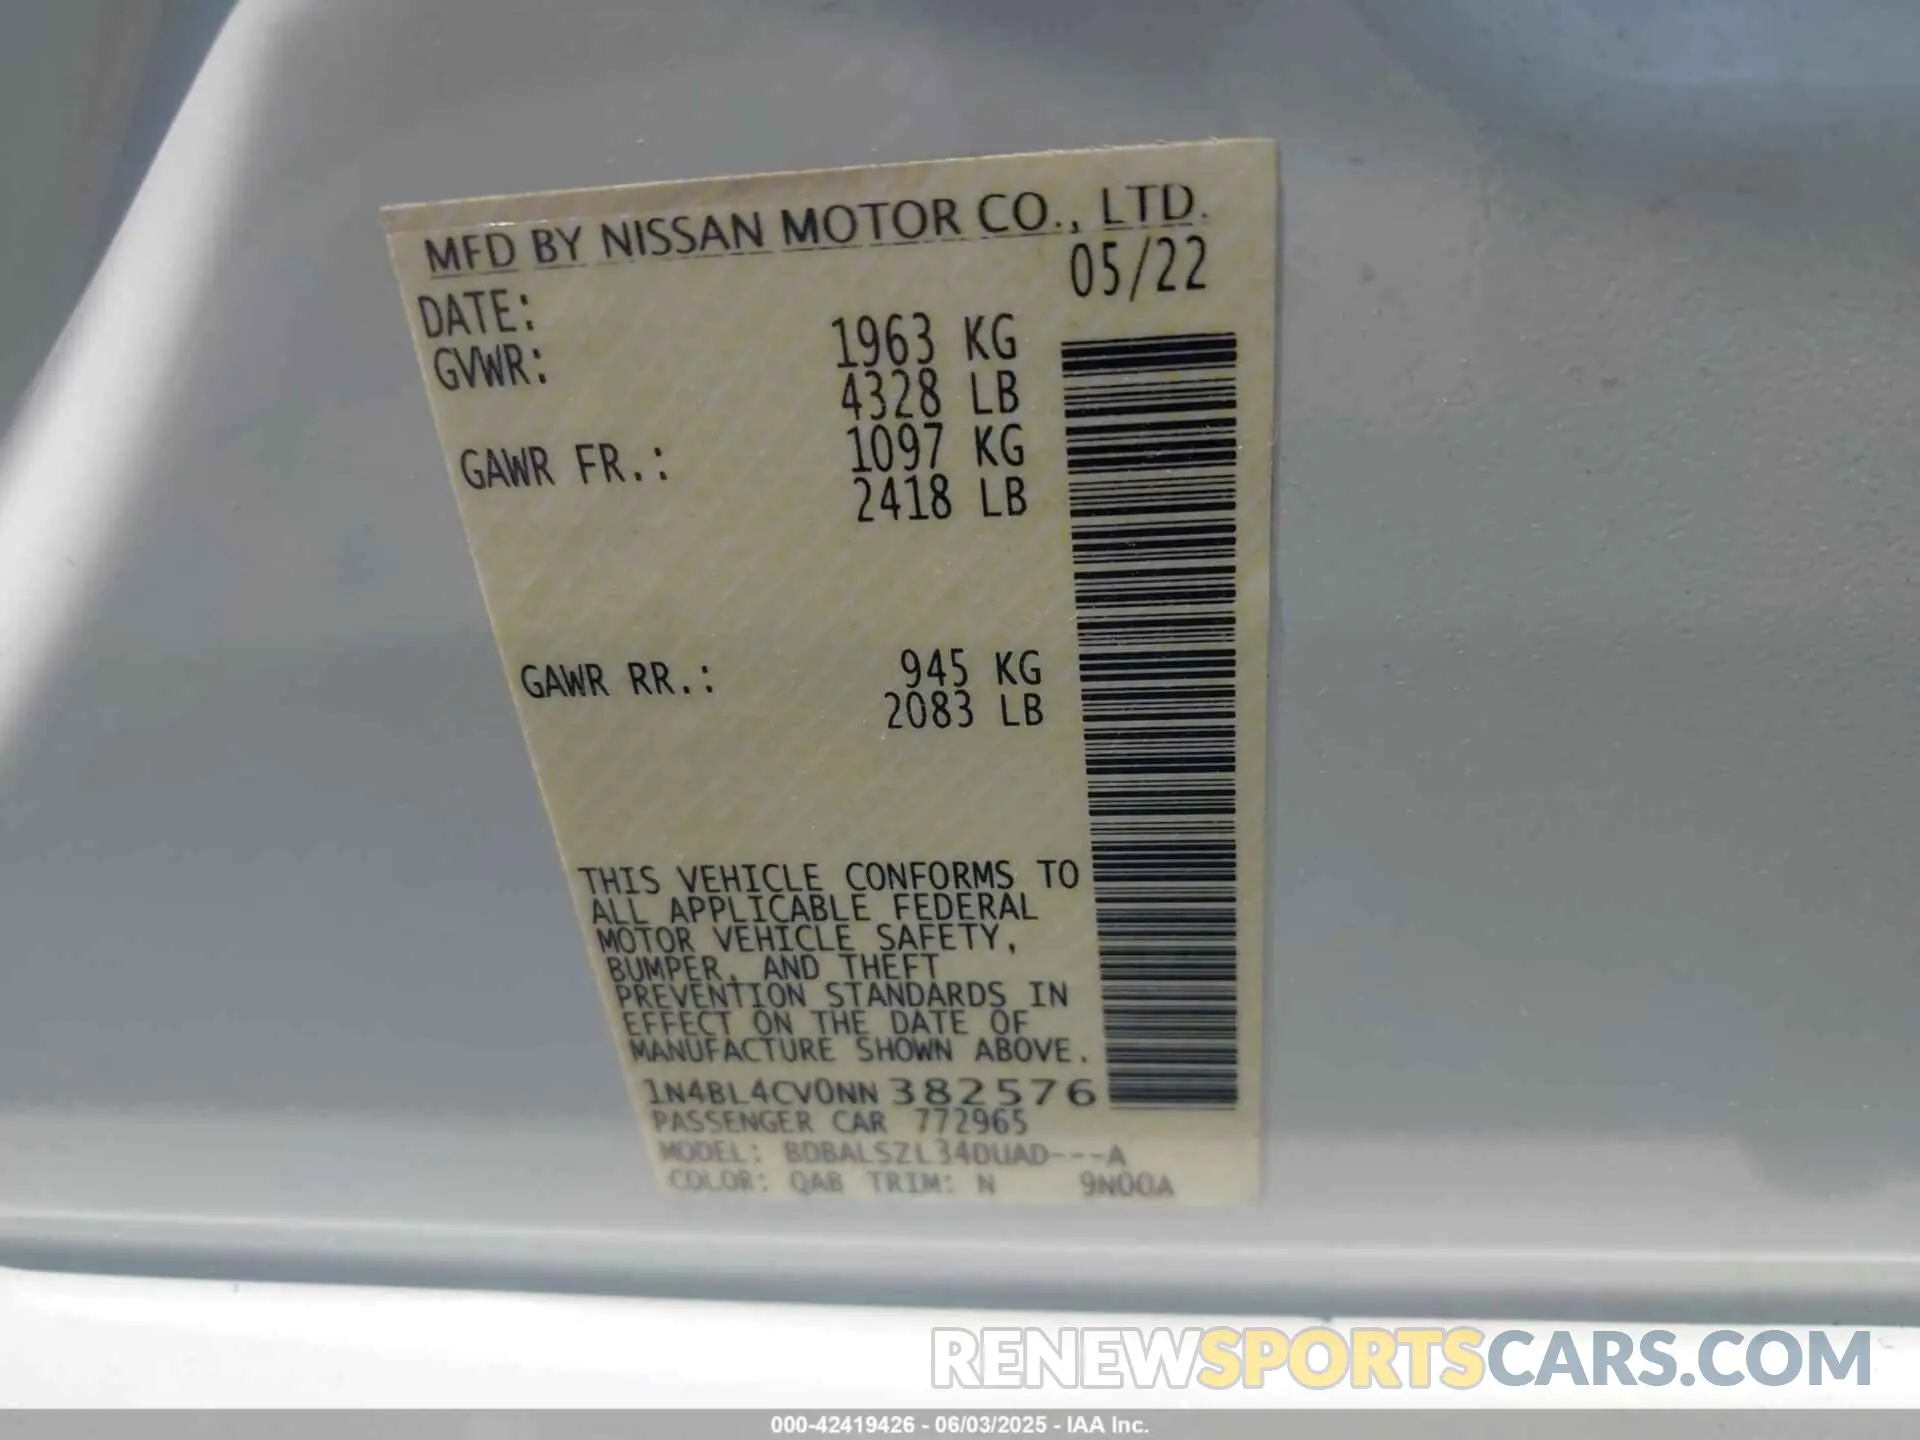 MFD BY NISSAN MOTOR CO., LTD.
DATE: 05/22
GVWR: 1963 KG
4328 LB
GAWR FR.: 1097 KG
2418 LB
GAWR RR.: 945 KG
2083 LB
THIS VEHICLE CONFORMS TO
ALL APPLICABLE FEDERAL
MOTOR VEHICLE SAFETY,
BUMPER, AND THEFT
PREVENTION STANDARDS IN
EFFECT ON THE DATE OF
MANUFACTURE SHOWN ABOVE.
1N4BL4CV0NN382576
PASSENGER CAR 772965
MODEL: BDBALSZL34DUAD---A
COLOR: QAB TRIM: N 9N00A
RENEWSPORTSCARS.COM
000-42419426 - 06/03/2025 - IAA Inc.